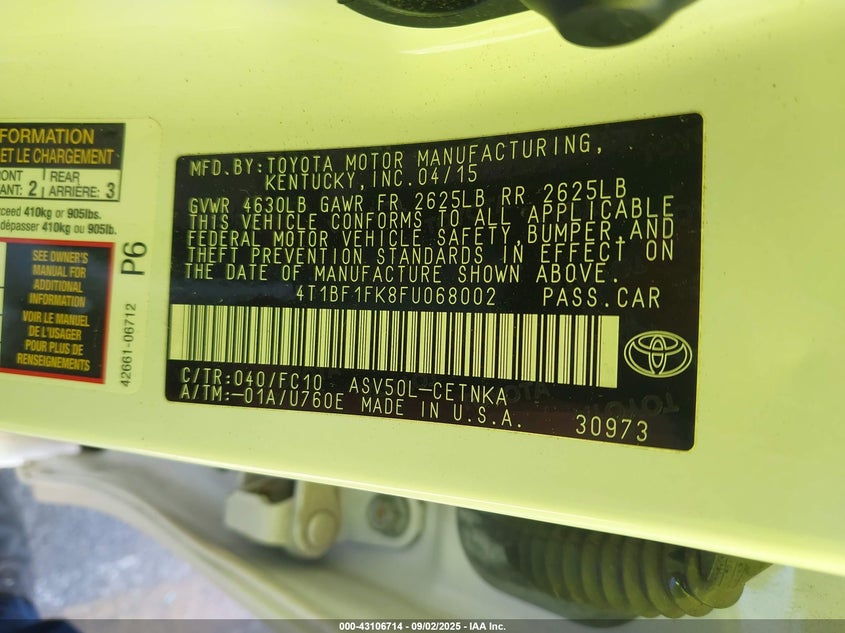 FORMATION
ET LE CHARGEMENT
RONT REAR
ANT: 2 ARRIÈRE: 3
xceed 410kg or 905lbs.
dépasser 410kg ou 905lb.
SEE OWNER'S
MANUAL FOR
ADDITIONAL
INFORMATION
VOIR LE MANUEL
DE L'USAGER
POUR PLUS DE
RENSEIGNEMENTS
P6
42661-06712
MFD.BY:TOYOTA MOTOR MANUFACTURING,
KENTUCKY,INC.04/15
GVWR 4630LB GAWR FR 2625LB RR 2625LB
THIS VEHICLE CONFORMS TO ALL APPLICABLE
FEDERAL MOTOR VEHICLE SAFETY,BUMPER,AND
THEFT PREVENTION STANDARDS IN EFFECT ON
THE DATE OF MANUFACTURE SHOWN ABOVE.
4T1BF1FK8FU068002 PASS.CAR
C/TR:040/FC10 ASV50L-CETNKA
A/TM:-01A/U760E MADE IN U.S.A.
30973
000-43106714 - 09/02/2025 - IAA Inc.